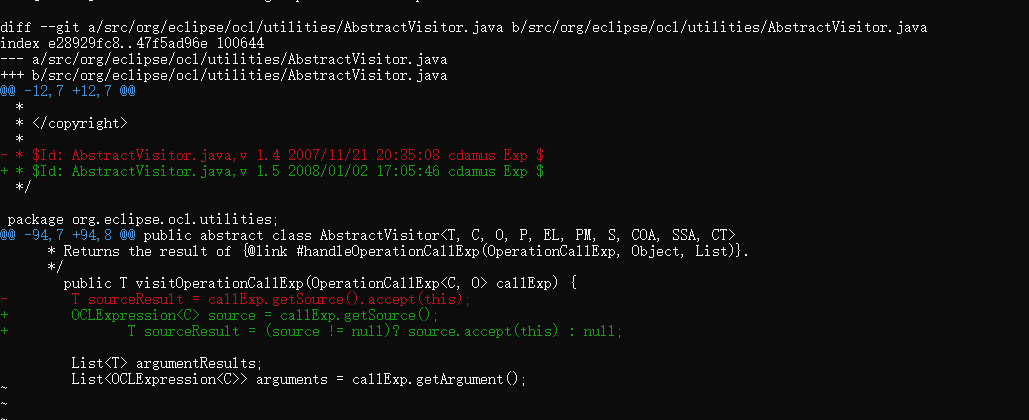 diff --git a/src/org/eclipse/ocl/utilities/AbstractVisitor.java b/src/org/eclipse/ocl/utilities/AbstractVisitor.java
index e28929fc8..47f5ad96e 100644
--- a/src/org/eclipse/ocl/utilities/AbstractVisitor.java
+++ b/src/org/eclipse/ocl/utilities/AbstractVisitor.java
@@ -12,7 +12,7 @@
  *
  * </copyright>
  *
- * $Id: AbstractVisitor.java,v 1.4 2007/11/21 20:35:08 cdamus Exp $
+ * $Id: AbstractVisitor.java,v 1.5 2008/01/02 17:05:46 cdamus Exp $
  */

 package org.eclipse.ocl.utilities;
@@ -94,7 +94,8 @@ public abstract class AbstractVisitor<T, C, O, P, EL, PM, S, COA, SSA, CT>
      * Returns the result of {@link #handleOperationCallExp(OperationCallExp, Object, List)}.
      */
        public T visitOperationCallExp(OperationCallExp<C, O> callExp) {
-        T sourceResult = callExp.getSource().accept(this);
+        OCLExpression<C> source = callExp.getSource();
+               T sourceResult = (source != null)? source.accept(this) : null;

         List<T> argumentResults;
         List<OCLExpression<C>> arguments = callExp.getArgument();
~
~
~